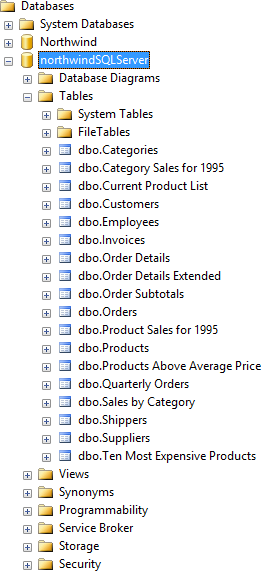 Databases
System Databases
Northwind
northwindSQLServer
Database Diagrams
Tables
System Tables
FileTables
dbo.Categories
dbo.Category Sales for 1995
dbo.Current Product List
dbo.Customers
dbo.Employees
dbo.Invoices
dbo.Order Details
dbo.Order Details Extended
dbo.Order Subtotals
dbo.Orders
dbo.Product Sales for 1995
dbo.Products
dbo.Products Above Average Price
dbo.Quarterly Orders
dbo.Sales by Category
dbo.Shippers
dbo.Suppliers
dbo.Ten Most Expensive Products
Views
Synonyms
Programmability
Service Broker
Storage
Security